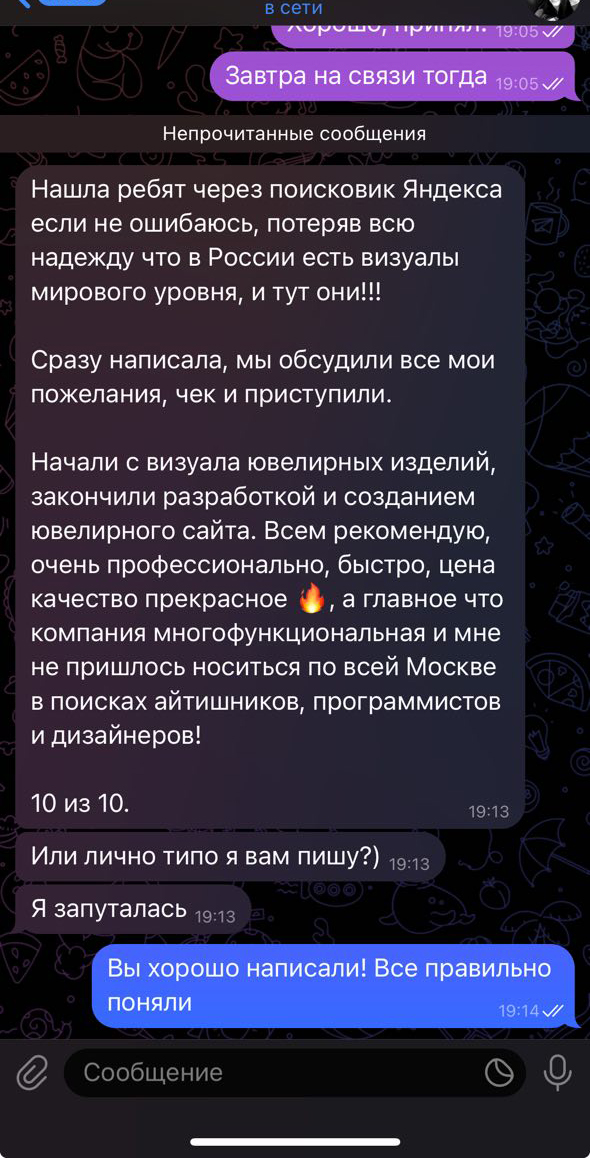 в сети
Хорошо, принял. 19:05
Завтра на связи тогда 19:05
Непрочитанные сообщения
Нашла ребят через поисковик Яндекса
если не ошибаюсь, потеряв всю
надежду что в России есть визуалы
мирового уровня, и тут они!!!
Сразу написала, мы обсудили все мои
пожелания, чек и приступили.
Начали с визуала ювелирных изделий,
закончили разработкой и созданием
ювелирного сайта. Всем рекомендую,
очень профессионально, быстро, цена
качество прекрасное 🔥, а главное что
компания многофункциональная и мне
не пришлось носиться по всей Москве
в поисках айтишников, программистов
и дизайнеров!
10 из 10. 19:13
Или лично типо я вам пишу?) 19:13
Я запуталась 19:13
Вы хорошо написали! Все правильно
поняли 19:14
Сообщение